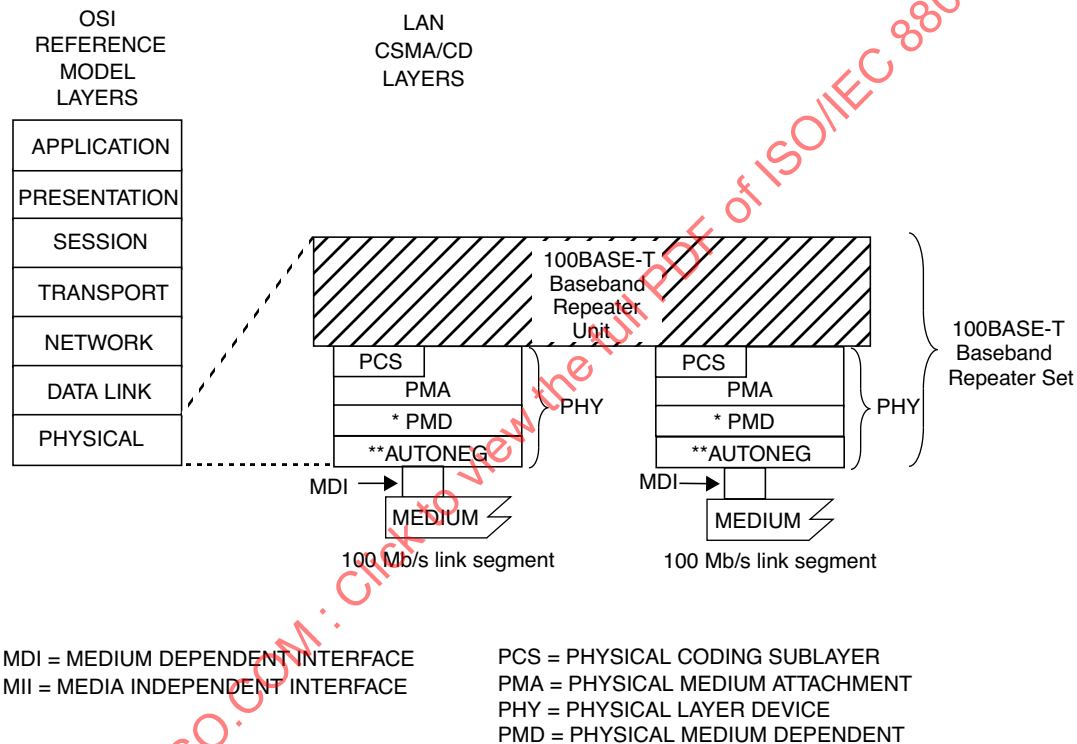 OSI
REFERENCE
MODEL
LAYERS
LAN
CSMA/CD
LAYERS
APPLICATION
PRESENTATION
SESSION
TRANSPORT
NETWORK
DATA LINK
PHYSICAL
100BASE-T
Baseband
Repeater
Unit
PCS
PMA
* PMD
**AUTONEG
PHY
MDI
MEDIUM
100 Mb/s link segment
PCS
PMA
* PMD
**AUTONEG
PHY
MDI
MEDIUM
100 Mb/s link segment
100BASE-T
Baseband
Repeater Set
MDI = MEDIUM DEPENDENT INTERFACE
MII = MEDIA INDEPENDENT INTERFACE
PCS = PHYSICAL CODING SUBLAYER
PMA = PHYSICAL MEDIUM ATTACHMENT
PHY = PHYSICAL LAYER DEVICE
PMD = PHYSICAL MEDIUM DEPENDENT
Click to view the full PDF of ISO/IEC